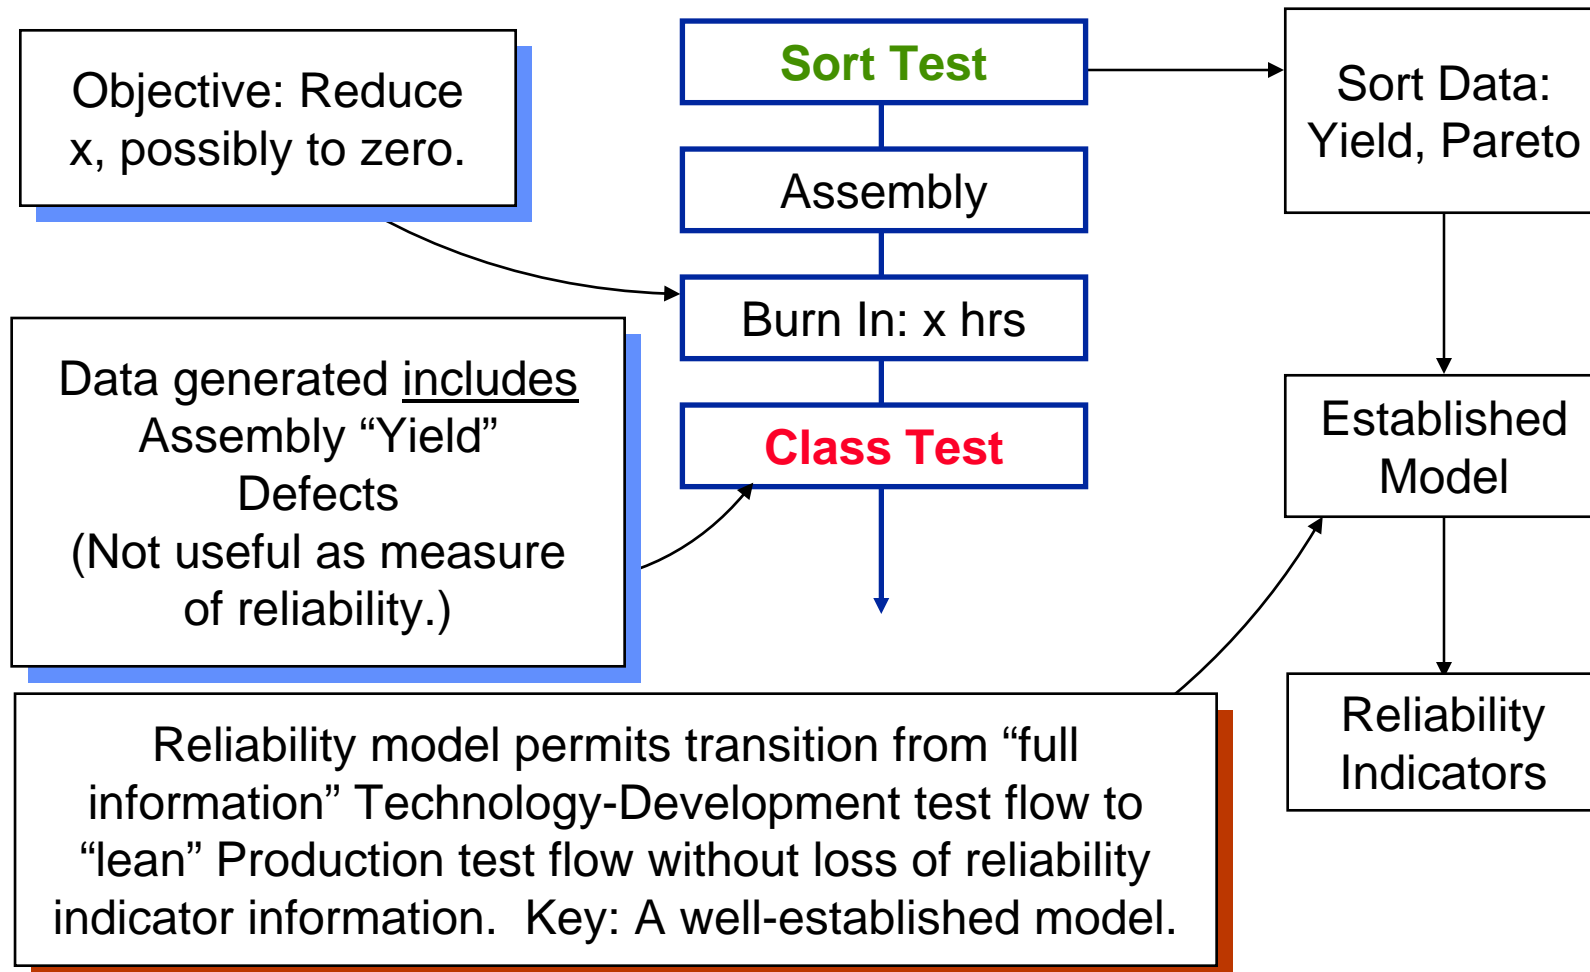 Objective: Reduce
x, possibly to zero.
Sort Test
Assembly
Burn In: x hrs
Class Test
Sort Data:
Yield, Pareto
Established
Model
Reliability
Indicators
Data generated includes
Assembly “Yield”
Defects
(Not useful as measure
of reliability.)
Reliability model permits transition from “full
information” Technology-Development test flow to
“lean” Production test flow without loss of reliability
indicator information.  Key: A well-established model.